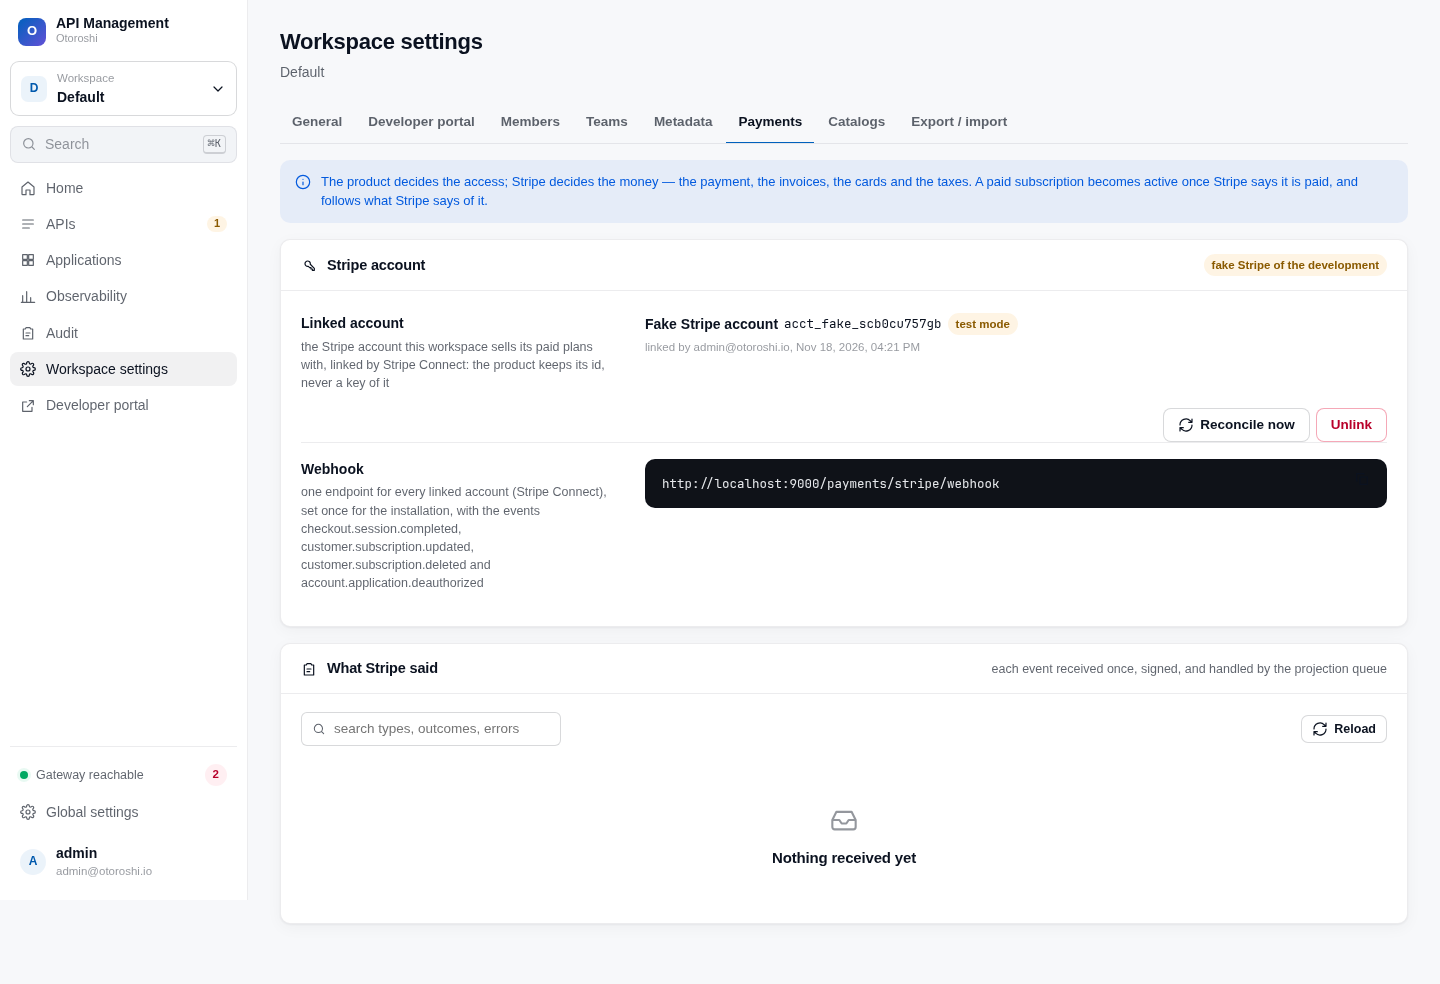 O
API Management
Otoroshi
D
Workspace
Default
Search
⌘K
Home
APIs
1
Applications
Observability
Audit
Workspace settings
Developer portal
Gateway reachable
2
Global settings
A
admin
admin@otoroshi.io
Workspace settings
Default
General
Developer portal
Members
Teams
Metadata
Payments
Catalogs
Export / import
The product decides the access; Stripe decides the money — the payment, the invoices, the cards and the taxes. A paid subscription becomes active once Stripe says it is paid, and
follows what Stripe says of it.
Stripe account
fake Stripe of the development
Linked account
the Stripe account this workspace sells its paid plans
with, linked by Stripe Connect: the product keeps its id,
never a key of it
Fake Stripe account acct_fake_scb0cu757gb test mode
linked by admin@otoroshi.io, Nov 18, 2026, 04:21 PM
Reconcile now
Unlink
Webhook
one endpoint for every linked account (Stripe Connect),
set once for the installation, with the events
checkout.session.completed,
customer.subscription.updated,
customer.subscription.deleted and
account.application.deauthorized
http://localhost:9000/payments/stripe/webhook
What Stripe said
each event received once, signed, and handled by the projection queue
search types, outcomes, errors
Reload
Nothing received yet